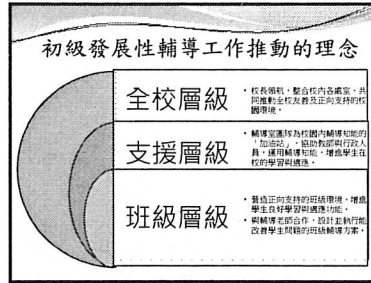 初級發展性輔導工作推動的理念
全校層級
• 校長領航，整合校內各處室，共
同推動全校友善及正向支持的校
園環境。
支援層級
• 輔導室團隊為校園內輔導知能的
「加油站」，協助教師與行政人
員，運用輔導知能，增進學生在
校的學習與適應。
班級層級
• 營造正向支持的班級環境，增進
學生良好學習與適應功能。
• 與輔導老師合作，設計並執行能
改善學生問題的班級輔導方案。